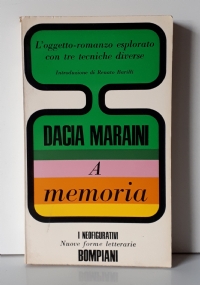 L'oggetto-romanzo esplorato
con tre tecniche diverse
Introduzione di Renato Barilli
DACIA MARAINI
A
memoria
I NEOFIGURATIVI
Nuove forme letterarie
BOMPIANI